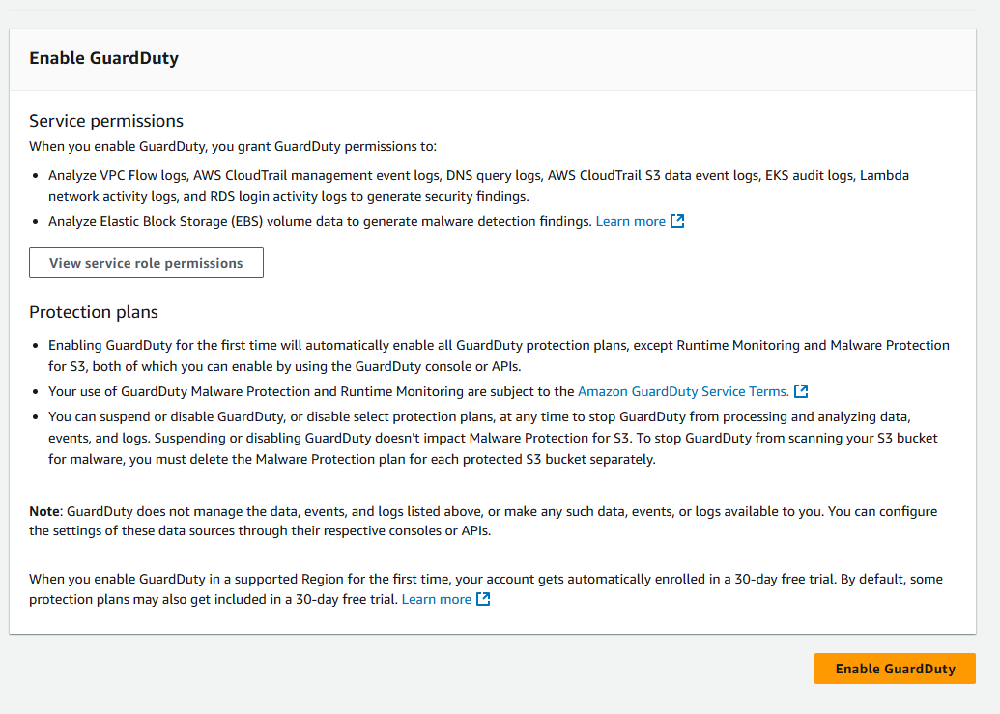 Enable GuardDuty
Service permissions
When you enable GuardDuty, you grant GuardDuty permissions to:
• Analyze VPC Flow logs, AWS CloudTrail management event logs, DNS query logs, AWS CloudTrail S3 data event logs, EKS audit logs, Lambda
network activity logs, and RDS login activity logs to generate security findings.
• Analyze Elastic Block Storage (EBS) volume data to generate malware detection findings. Learn more
View service role permissions
Protection plans
• Enabling GuardDuty for the first time will automatically enable all GuardDuty protection plans, except Runtime Monitoring and Malware Protection
for S3, both of which you can enable by using the GuardDuty console or APIs.
• Your use of GuardDuty Malware Protection and Runtime Monitoring are subject to the Amazon GuardDuty Service Terms.
• You can suspend or disable GuardDuty, or disable select protection plans, at any time to stop GuardDuty from processing and analyzing data,
events, and logs. Suspending or disabling GuardDuty doesn't impact Malware Protection for S3. To stop GuardDuty from scanning your S3 bucket
for malware, you must delete the Malware Protection plan for each protected S3 bucket separately.
Note: GuardDuty does not manage the data, events, and logs listed above, or make any such data, events, or logs available to you. You can configure
the settings of these data sources through their respective consoles or APIs.
When you enable GuardDuty in a supported Region for the first time, your account gets automatically enrolled in a 30-day free trial. By default, some
protection plans may also get included in a 30-day free trial. Learn more
Enable GuardDuty